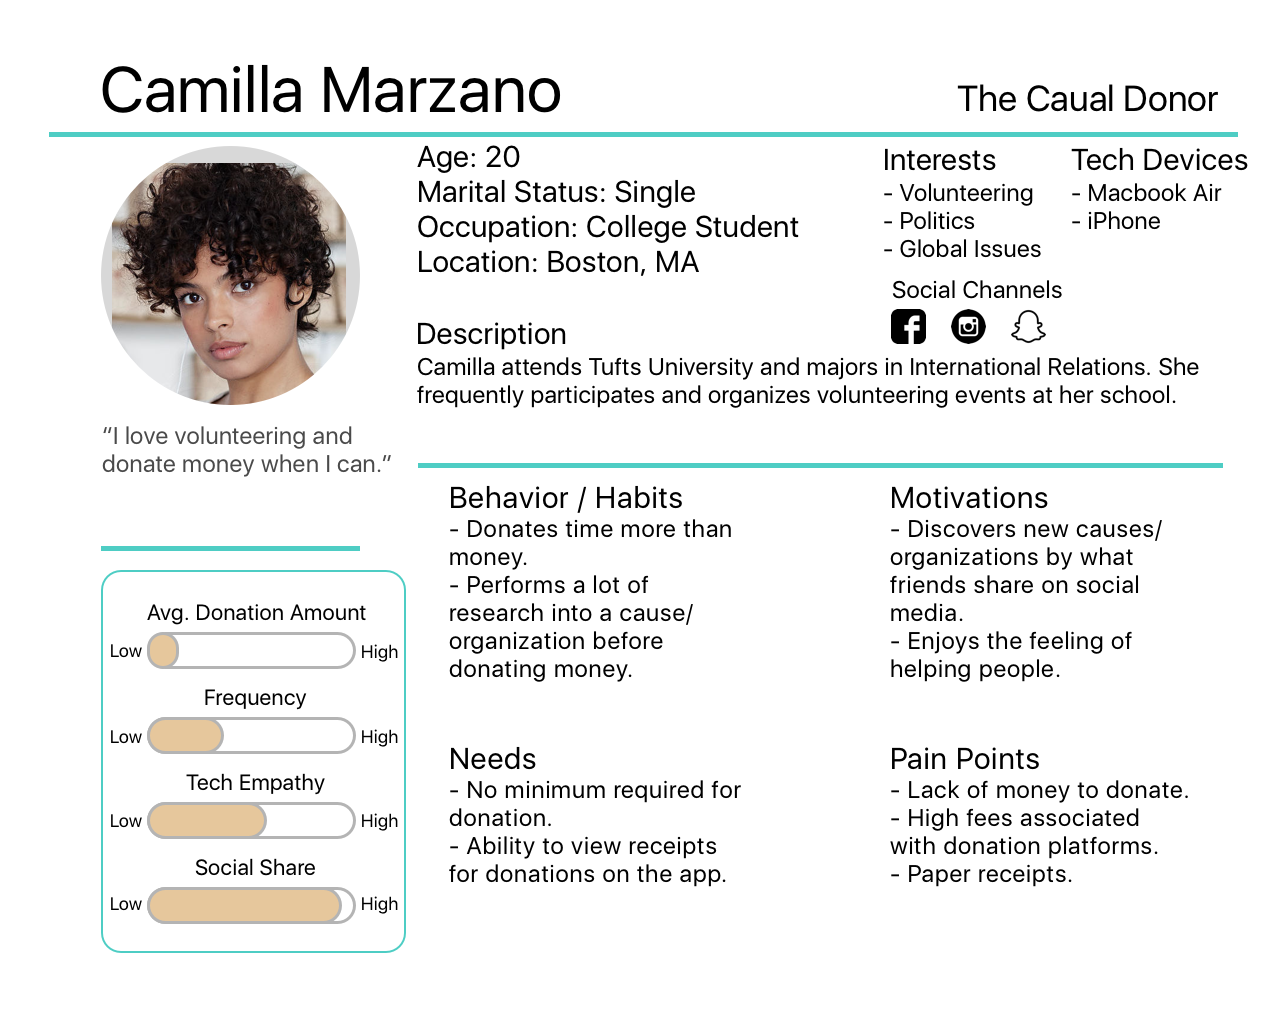 Camilla Marzano
The Caual Donor
Age: 20
Marital Status: Single
Occupation: College Student
Location: Boston, MA
Interests
- Volunteering
- Politics
- Global Issues
Tech Devices
- Macbook Air
- iPhone
Social Channels
Description
Camilla attends Tufts University and majors in International Relations. She
frequently participates and organizes volunteering events at her school.
“I love volunteering and
donate money when I can.”
Avg. Donation Amount
Low High
Frequency
Low High
Tech Empathy
Low High
Social Share
Low High
Behavior / Habits
- Donates time more than
money.
- Performs a lot of
research into a cause/
organization before
donating money.
Motivations
- Discovers new causes/
organizations by what
friends share on social
media.
- Enjoys the feeling of
helping people.
Needs
- No minimum required for
donation.
- Ability to view receipts
for donations on the app.
Pain Points
- Lack of money to donate.
- High fees associated
with donation platforms.
- Paper receipts.